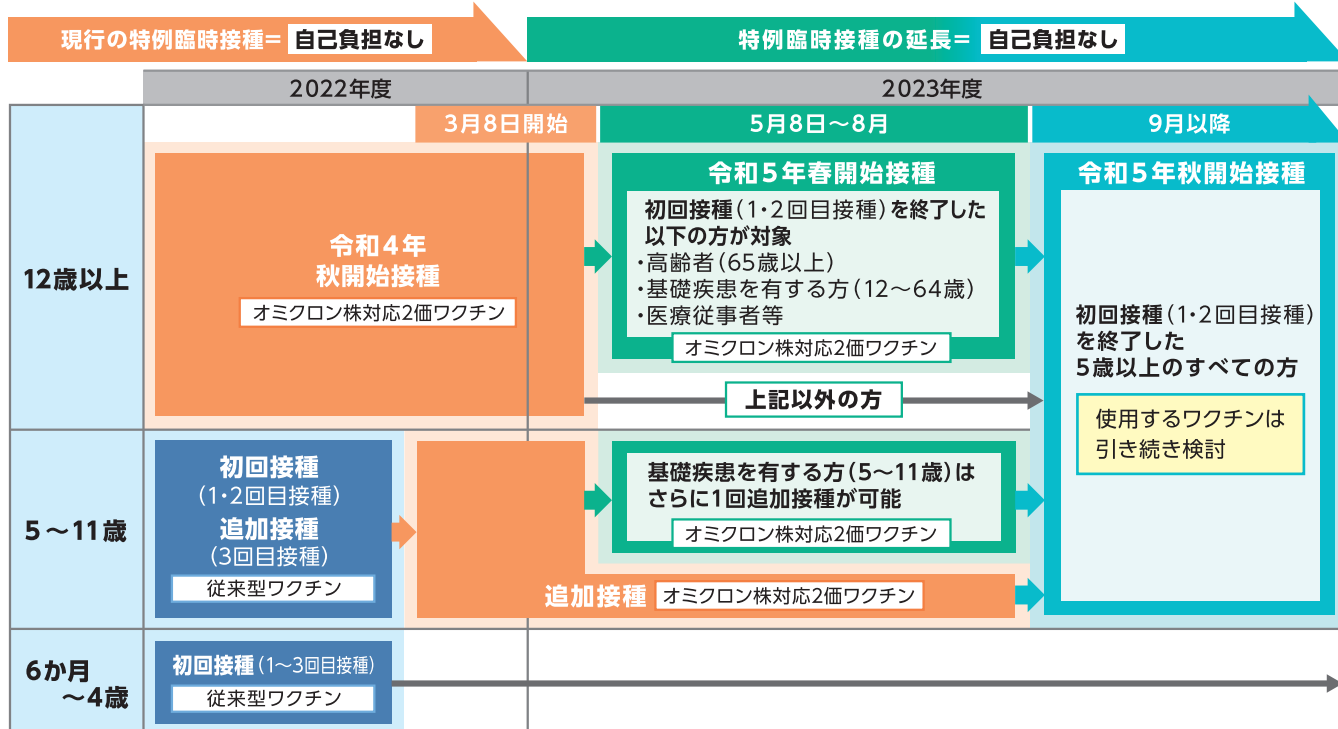 現行の特例臨時接種= 自己負担なし
特例臨時接種の延長= 自己負担なし
2022年度
2023年度
3月8日開始
5月8日～8月
9月以降
12歳以上
令和4年
秋開始接種
オミクロン株対応2価ワクチン
令和5年春開始接種
初回接種(1・2回目接種)を終了した
以下の方が対象
・高齢者(65歳以上)
・基礎疾患を有する方(12～64歳)
・医療従事者等
オミクロン株対応2価ワクチン
上記以外の方
令和5年秋開始接種
初回接種(1・2回目接種)
を終了した
5歳以上のすべての方
使用するワクチンは
引き続き検討
5～11歳
初回接種
(1・2回目接種)
追加接種
(3回目接種)
従来型ワクチン
基礎疾患を有する方(5～11歳)は
さらに1回追加接種が可能
オミクロン株対応2価ワクチン
追加接種 オミクロン株対応2価ワクチン
6か月
～4歳
初回接種(1～3回目接種)
従来型ワクチン